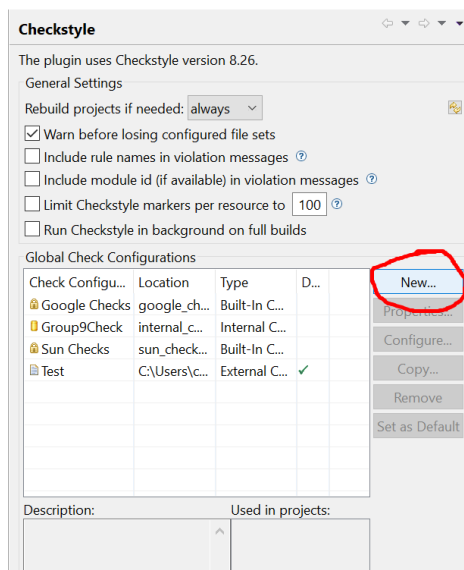 Checkstyle
The plugin uses Checkstyle version 8.26.
General Settings
Rebuild projects if needed: always
Warn before losing configured file sets
Include rule names in violation messages
Include module id (if available) in violation messages
Limit Checkstyle markers per resource to 100
Run Checkstyle in background on full builds
Global Check Configurations
Check Configu... Location Type D...
Google Checks google_ch... Built-In C...
Group9Check internal_c... Internal C...
Sun Checks sun_check... Built-In C...
Test C:\Users\c... External C...
New...
Properties...
Configure...
Copy...
Remove
Set as Default
Description: Used in projects: